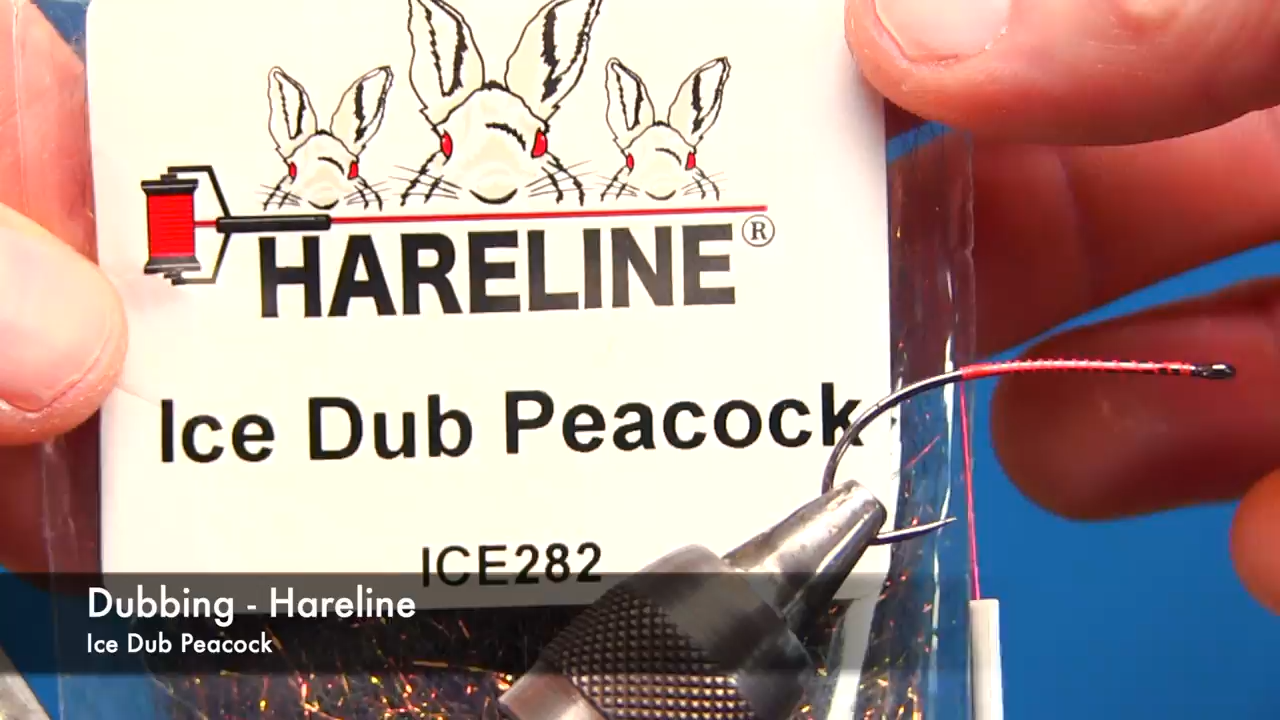 HARELINE®
Ice Dub Peacock
ICE282
Dubbing - Hareline
Ice Dub Peacock